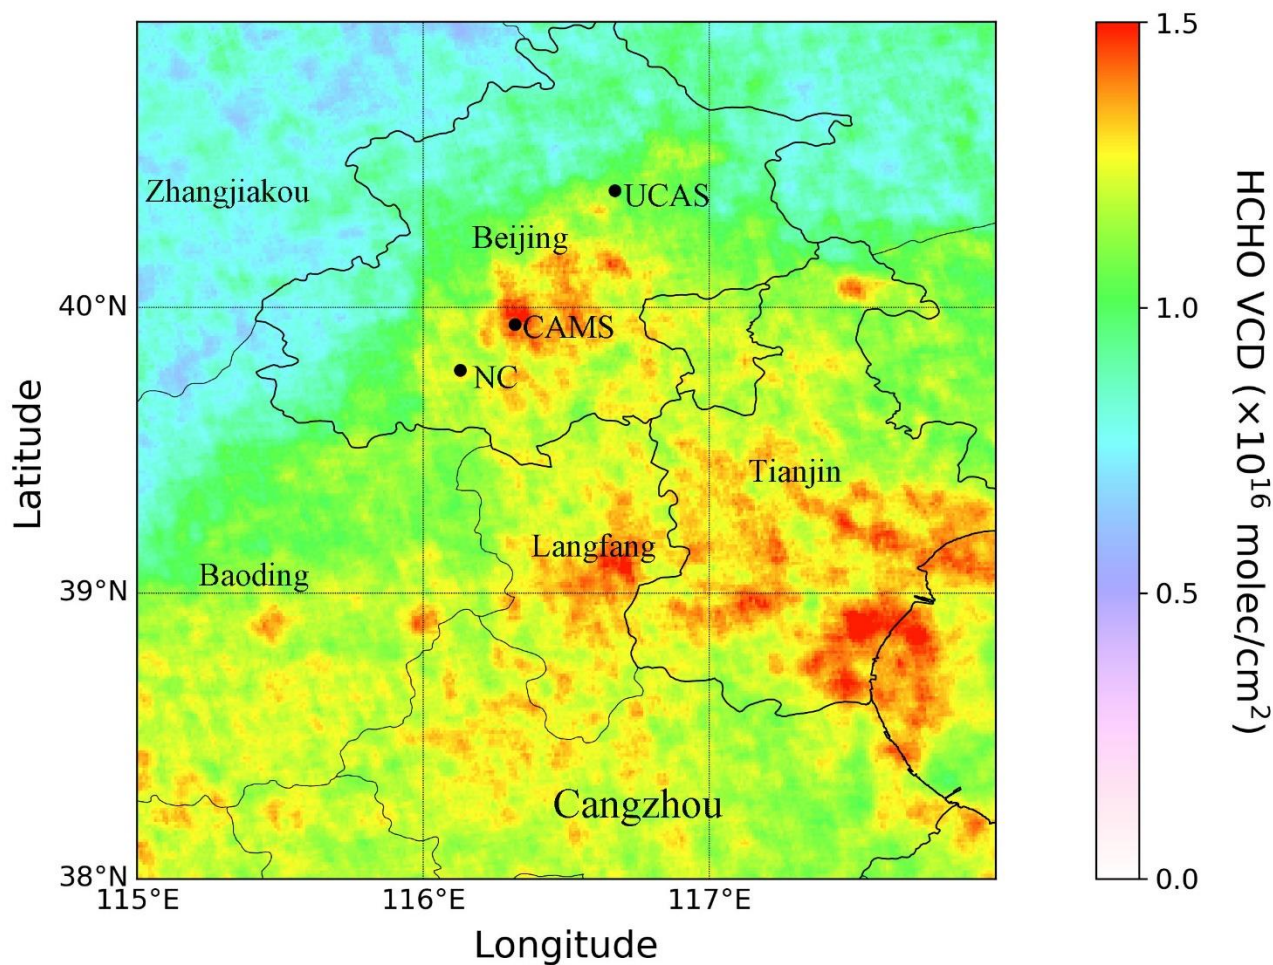 1.5
Zhangjiakou
UCAS
Beijing
40°N
CAMS
1.0
NC
Tianjin
Langfang
Baoding
39°N
0.5
Cangzhou
38°N
0.0
115°E
116°E
117°E
Longitude
Latitude
HCHO VCD (×10¹⁶ molec/cm²)